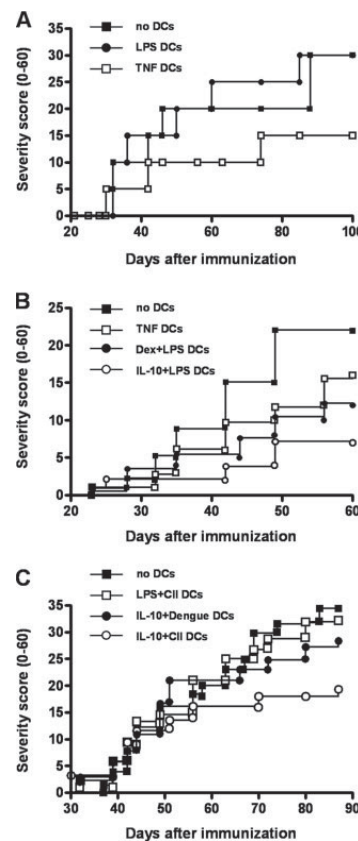 A
no DCs
LPS DCs
TNF DCs
Severity score (0-60)
35
30
25
20
15
10
5
0
20 40 60 80 100
Days after immunization
B
no DCs
TNF DCs
Dex+LPS DCs
IL-10+LPS DCs
Severity score (0-60)
25
20
15
10
5
0
20 30 40 50 60
Days after immunization
C
no DCs
LPS+CII DCs
IL-10+Dengue DCs
IL-10+CII DCs
Severity score (0-60)
35
30
25
20
15
10
5
0
30 40 50 60 70 80 90
Days after immunization